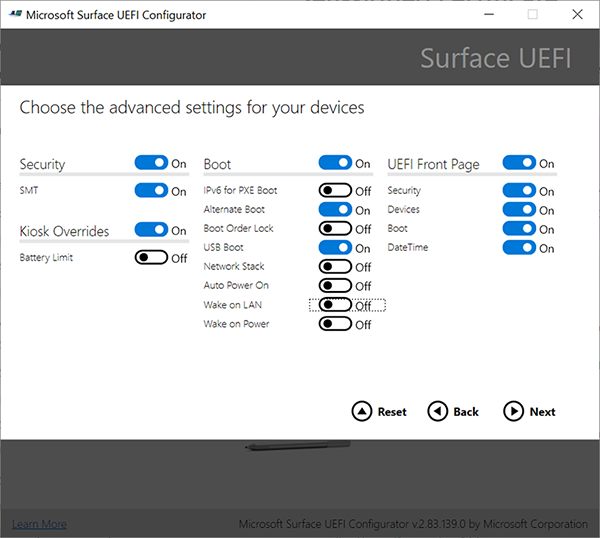 Microsoft Surface UEFI Configurator
Surface UEFI
Choose the advanced settings for your devices
Security On
SMT On
Kiosk Overrides On
Battery Limit Off
Boot On
IPv6 for PXE Boot Off
Alternate Boot On
Boot Order Lock Off
USB Boot On
Network Stack Off
Auto Power On Off
Wake on LAN Off
Wake on Power Off
UEFI Front Page On
Security On
Devices On
Boot On
DateTime On
Reset Back Next
Learn More Microsoft Surface UEFI Configurator v.2.83.139.0 by Microsoft Corporation